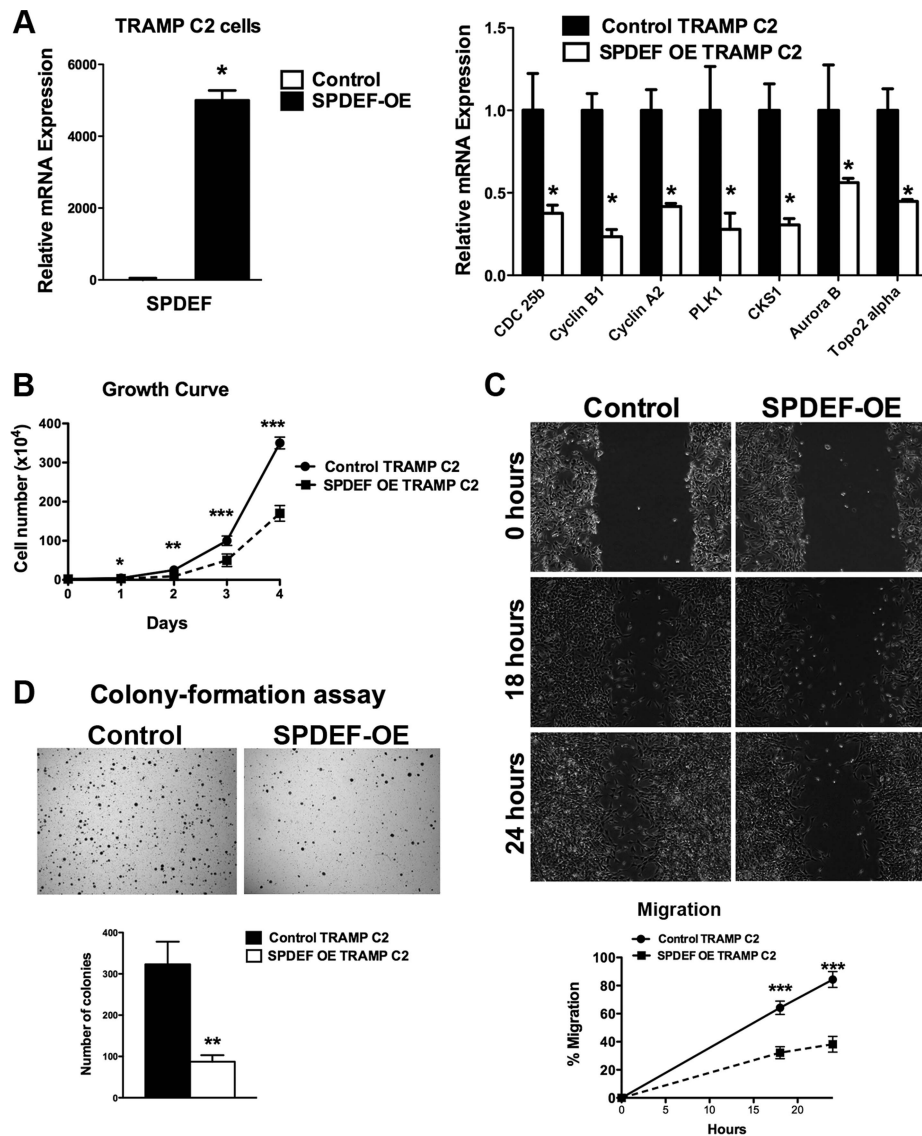 A
TRAMP C2 cells
Relative mRNA Expression
6000
4000
2000
0
*
SPDEF
Control
SPDEF-OE
Control TRAMP C2
SPDEF OE TRAMP C2
Relative mRNA Expression
1.0
0.5
0.0
* * * * * * *
CDC 25b
Cyclin B1
Cyclin A2
PLK1
CKS1
Aurora B
Topo2 alpha
B
Growth Curve
Cell number (x10⁴)
400
300
200
100
0
* ** *** ***
0 1 2 3 4
Days
Control TRAMP C2
SPDEF OE TRAMP C2
C
Control SPDEF-OE
0 hours
18 hours
24 hours
Migration
Control TRAMP C2
SPDEF OE TRAMP C2
% Migration
100
80
60
40
20
0
*** ***
0 5 10 15 20
Hours
D
Colony-formation assay
Control SPDEF-OE
Number of colonies
400
300
200
100
0
**
Control TRAMP C2
SPDEF OE TRAMP C2